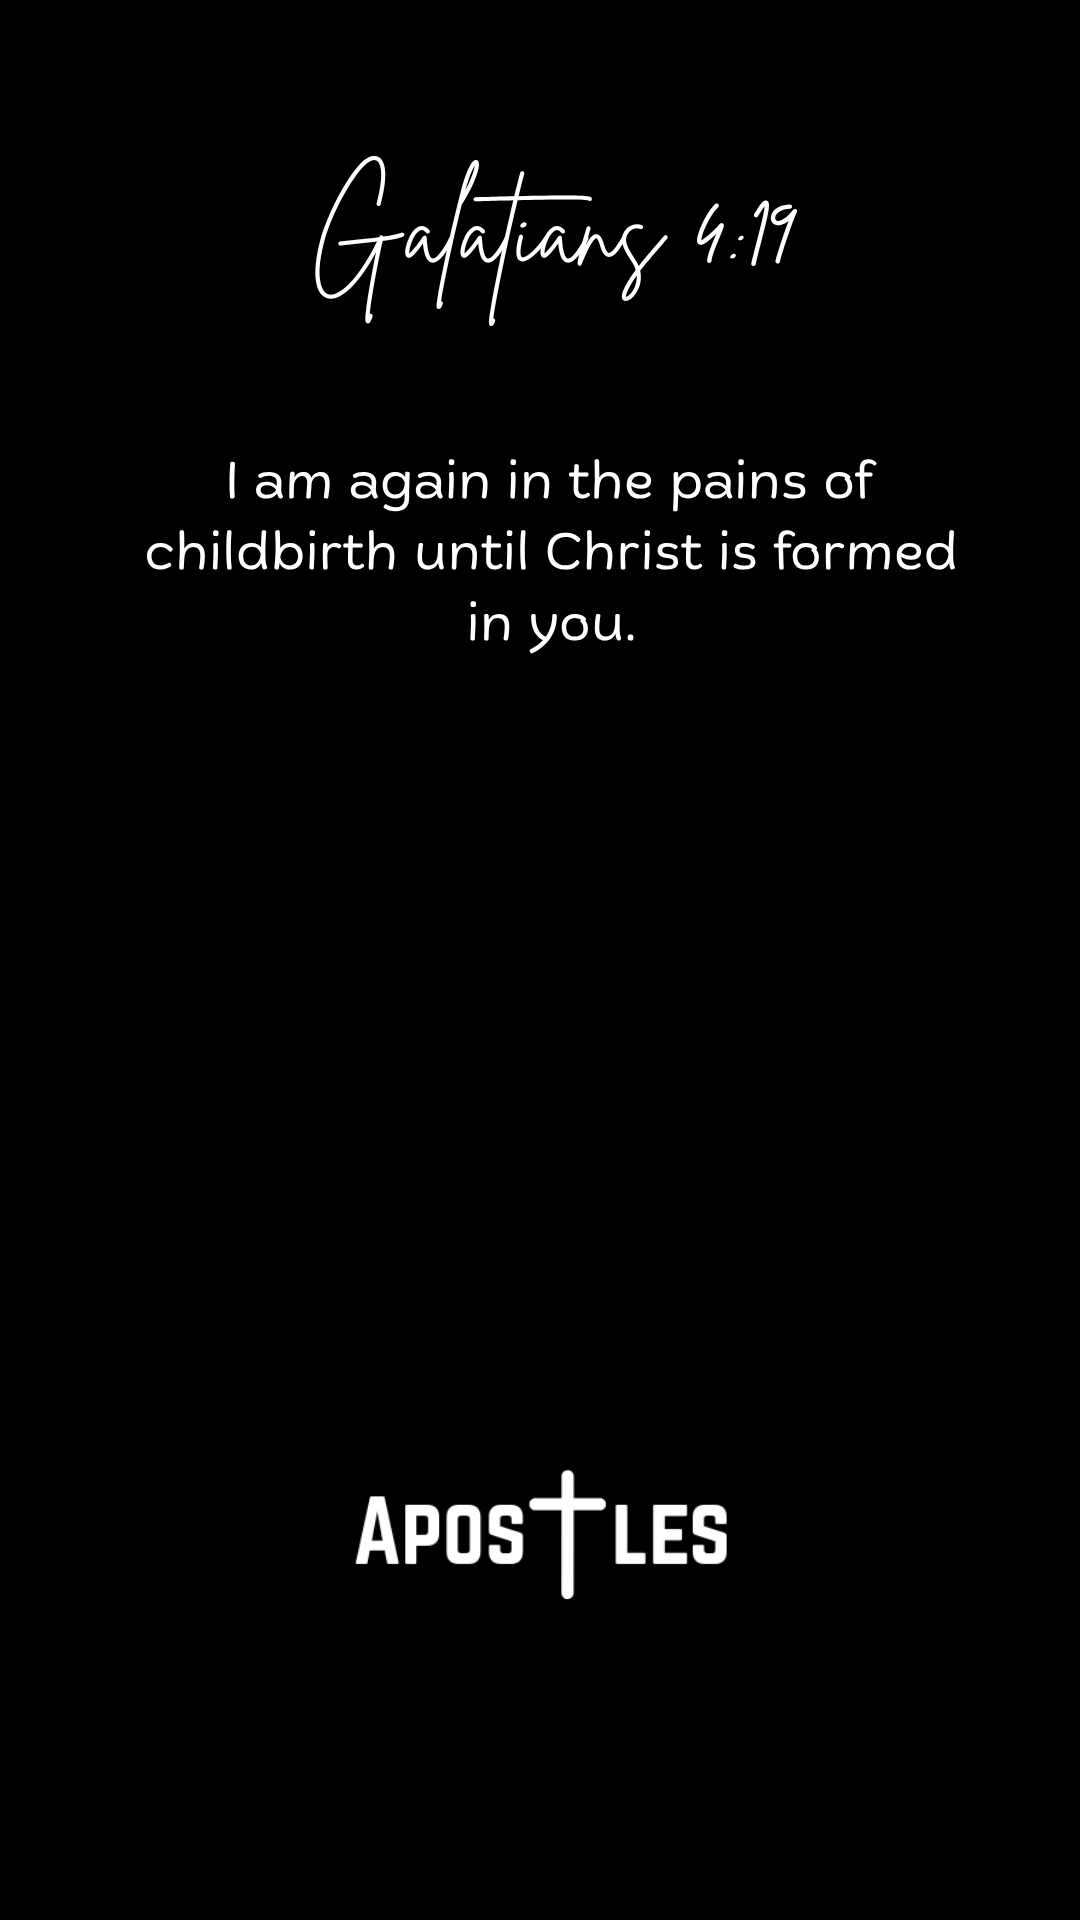 Galatians 4:19
I am again in the pains of
childbirth until Christ is formed
in you.
Apostles